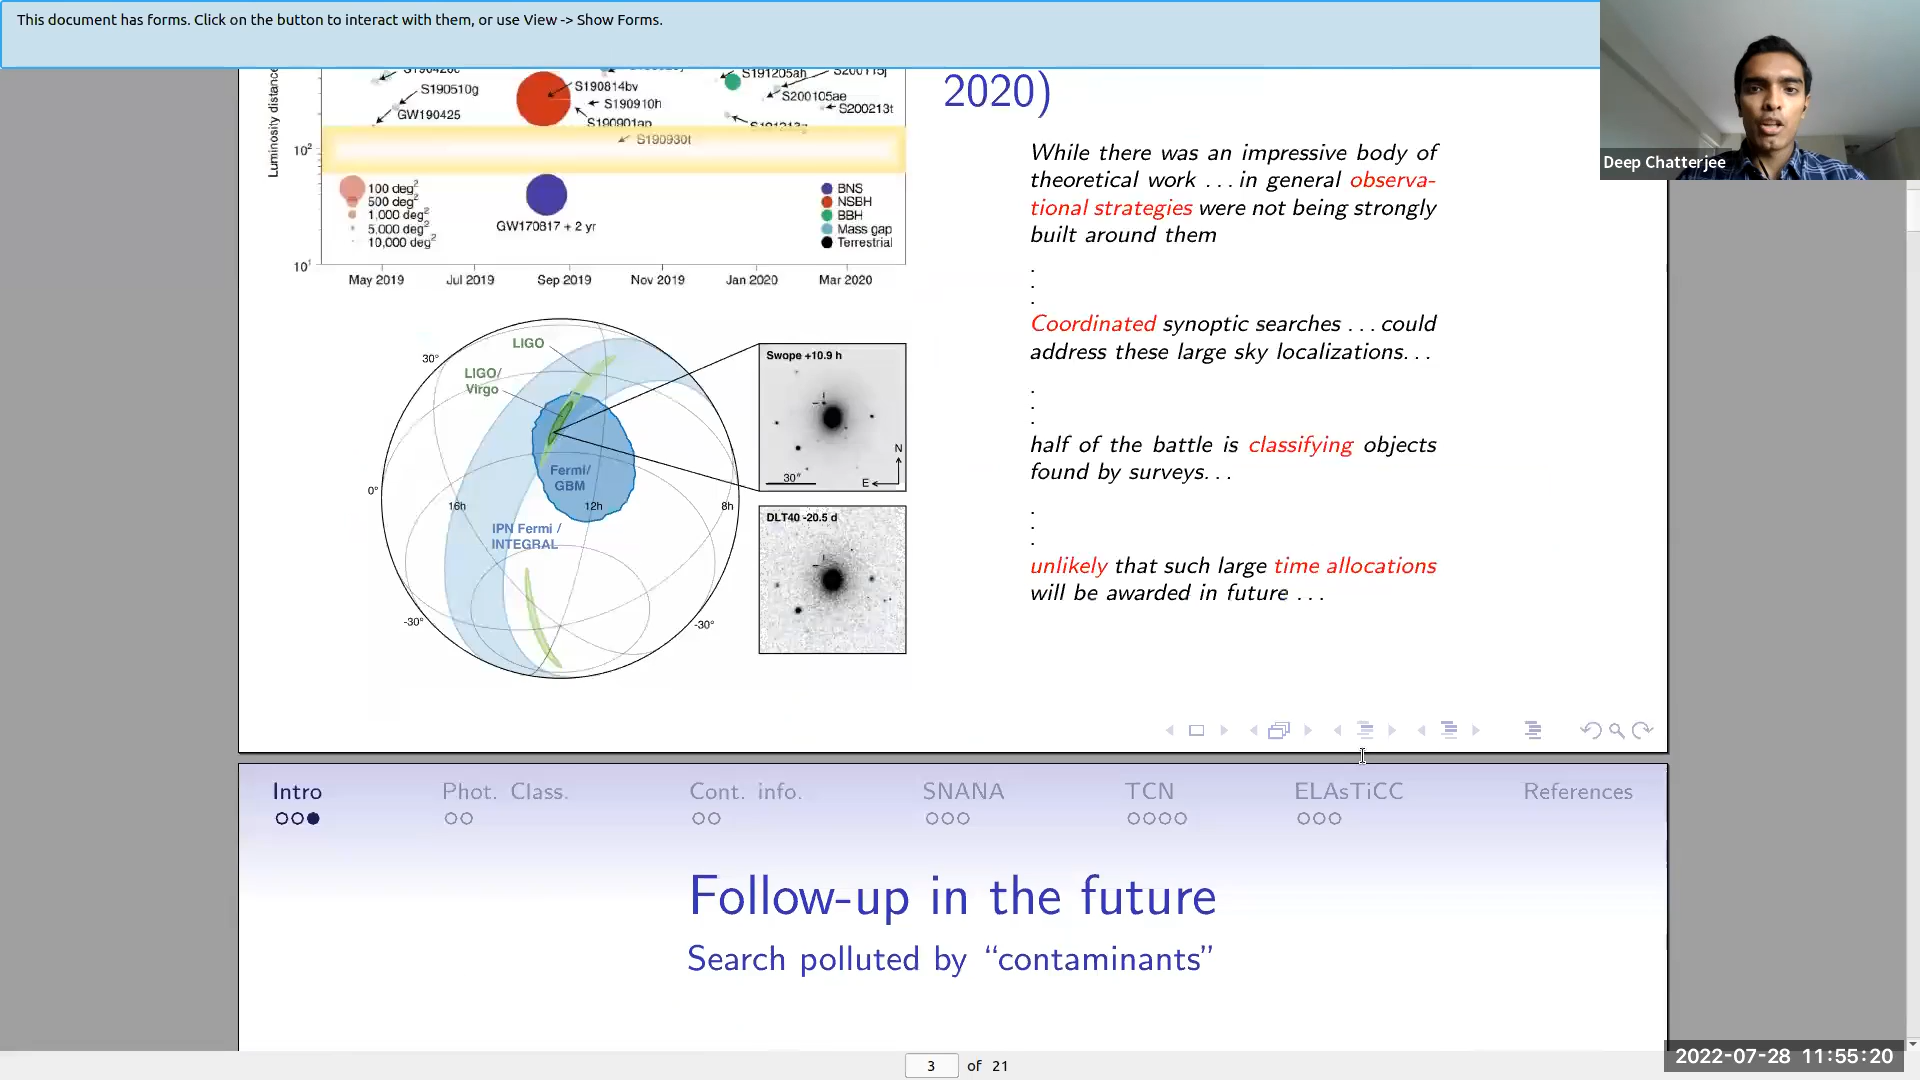 This document has forms. Click on the button to interact with them, or use View -> Show Forms.
Deep Chatterjee
Luminosity distance
S191205ah
S190510g
S190814bv
S200105ae
S190910h
S200213t
GW190425
S190901ap
10²
S190930t
100 deg²
500 deg²
1,000 deg²
5,000 deg²
10,000 deg²
GW170817 + 2 yr
BNS
NSBH
BBH
Mass gap
Terrestrial
10¹
May 2019 Jul 2019 Sep 2019 Nov 2019 Jan 2020 Mar 2020
LIGO
30°
LIGO/
Virgo
Fermi/
GBM
0°
16h 12h 8h
IPN Fermi /
INTEGRAL
-30° -30°
Swope +10.9 h
N
30"
E
DLT40 -20.5 d
2020)
While there was an impressive body of
theoretical work ... in general observa-
tional strategies were not being strongly
built around them
.
.
.
Coordinated synoptic searches ... could
address these large sky localizations...
.
.
.
half of the battle is classifying objects
found by surveys...
.
.
.
unlikely that such large time allocations
will be awarded in future ...
Intro Phot. Class. Cont. info. SNANA TCN ELAsTiCC References
Follow-up in the future
Search polluted by “contaminants”
3 of 21
2022-07-28 11:55:20